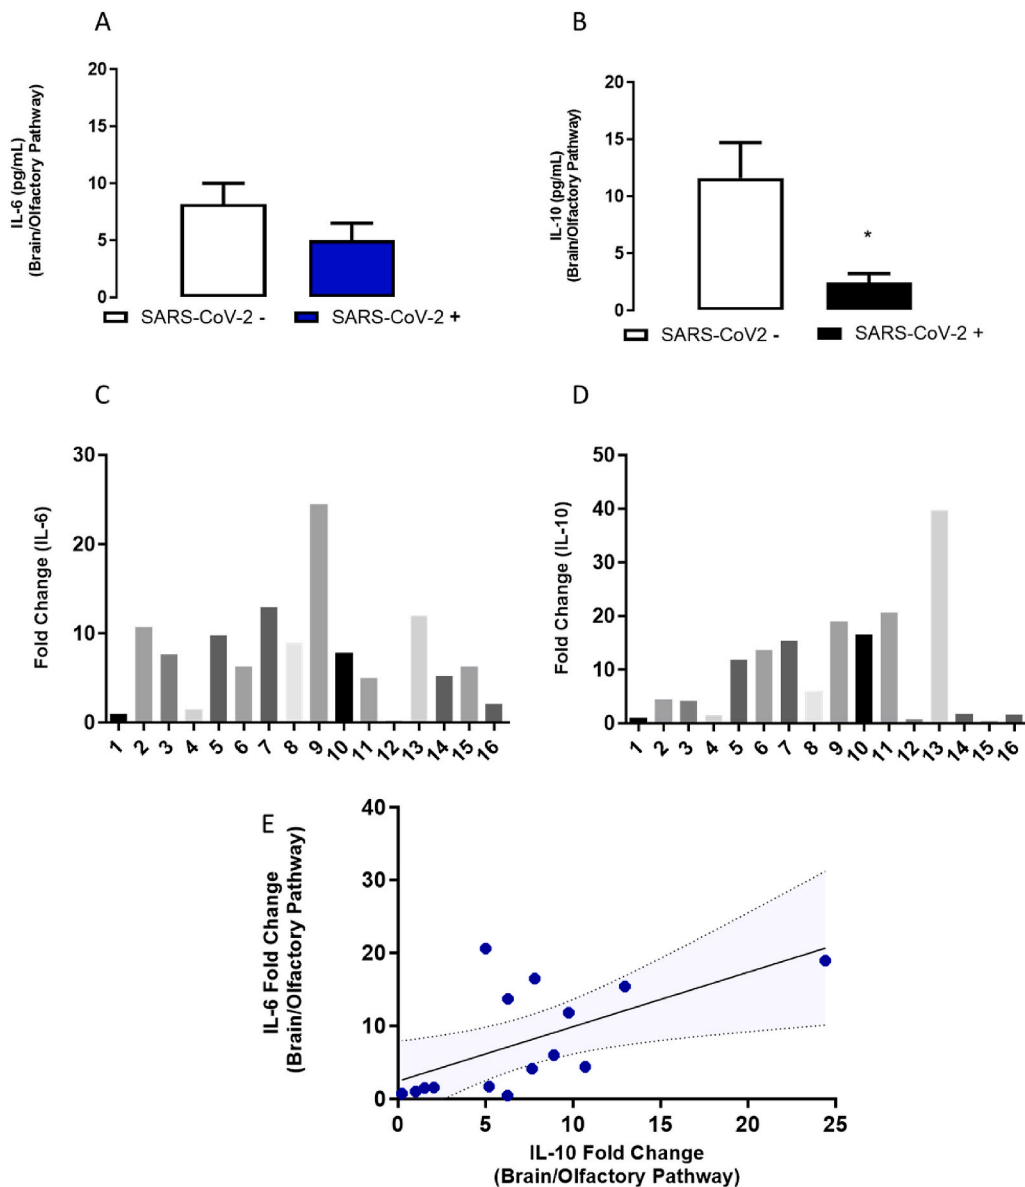 A
20
15
10
5
0
IL-6 (pg/mL)
(Brain/Olfactory Pathway)
SARS-CoV-2 -
SARS-CoV-2 +
B
20
15
10
5
0
IL-10 (pg/mL)
(Brain/Olfactory Pathway)
*
SARS-CoV2 -
SARS-CoV-2 +
C
30
20
10
0
Fold Change (IL-6)
1 2 3 4 5 6 7 8 9 10 11 12 13 14 15 16
D
50
40
30
20
10
0
Fold Change (IL-10)
1 2 3 4 5 6 7 8 9 10 11 12 13 14 15 16
E
40
30
20
10
0
IL-6 Fold Change
(Brain/Olfactory Pathway)
0 5 10 15 20 25
IL-10 Fold Change
(Brain/Olfactory Pathway)